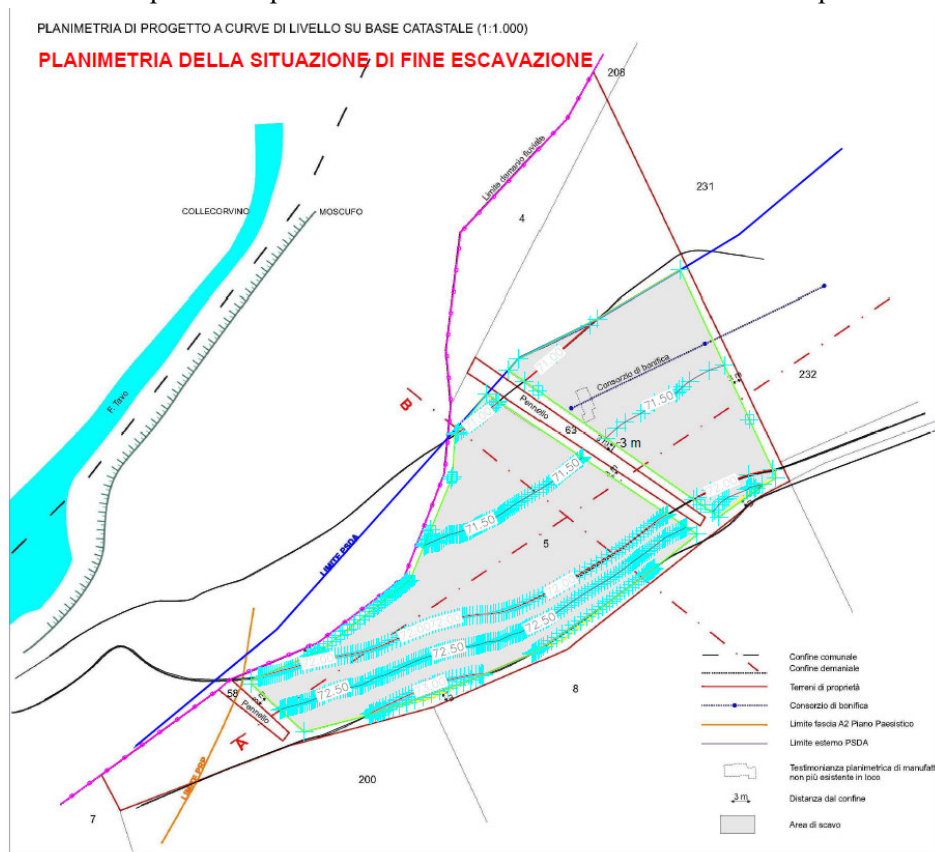 PLANIMETRIA DI PROGETTO A CURVE DI LIVELLO SU BASE CATASTALE (1:1.000)
PLANIMETRIA DELLA SITUAZIONE DI FINE ESCAVAZIONE
208
Limite demanio fluviale
231
4
COLLECORVINO
MOSCUFO
F. Tavo
Consorzio di bonifica
71.50
232
B
Pennello
63
3 m
71.50
71.50
5
LIMITE PSDA
72.50
72.50
72.50
8
58
Pennello
A
LIMITE PRP
200
7
Confine comunale
Confine demaniale
Terreni di proprietà
Consorzio di bonifica
Limite fascia A2 Piano Paesistico
Limite esterno PSDA
Testimonianza planimetrica di manufatt
non più esistente in loco
3 m
Distanza dal confine
Area di scavo